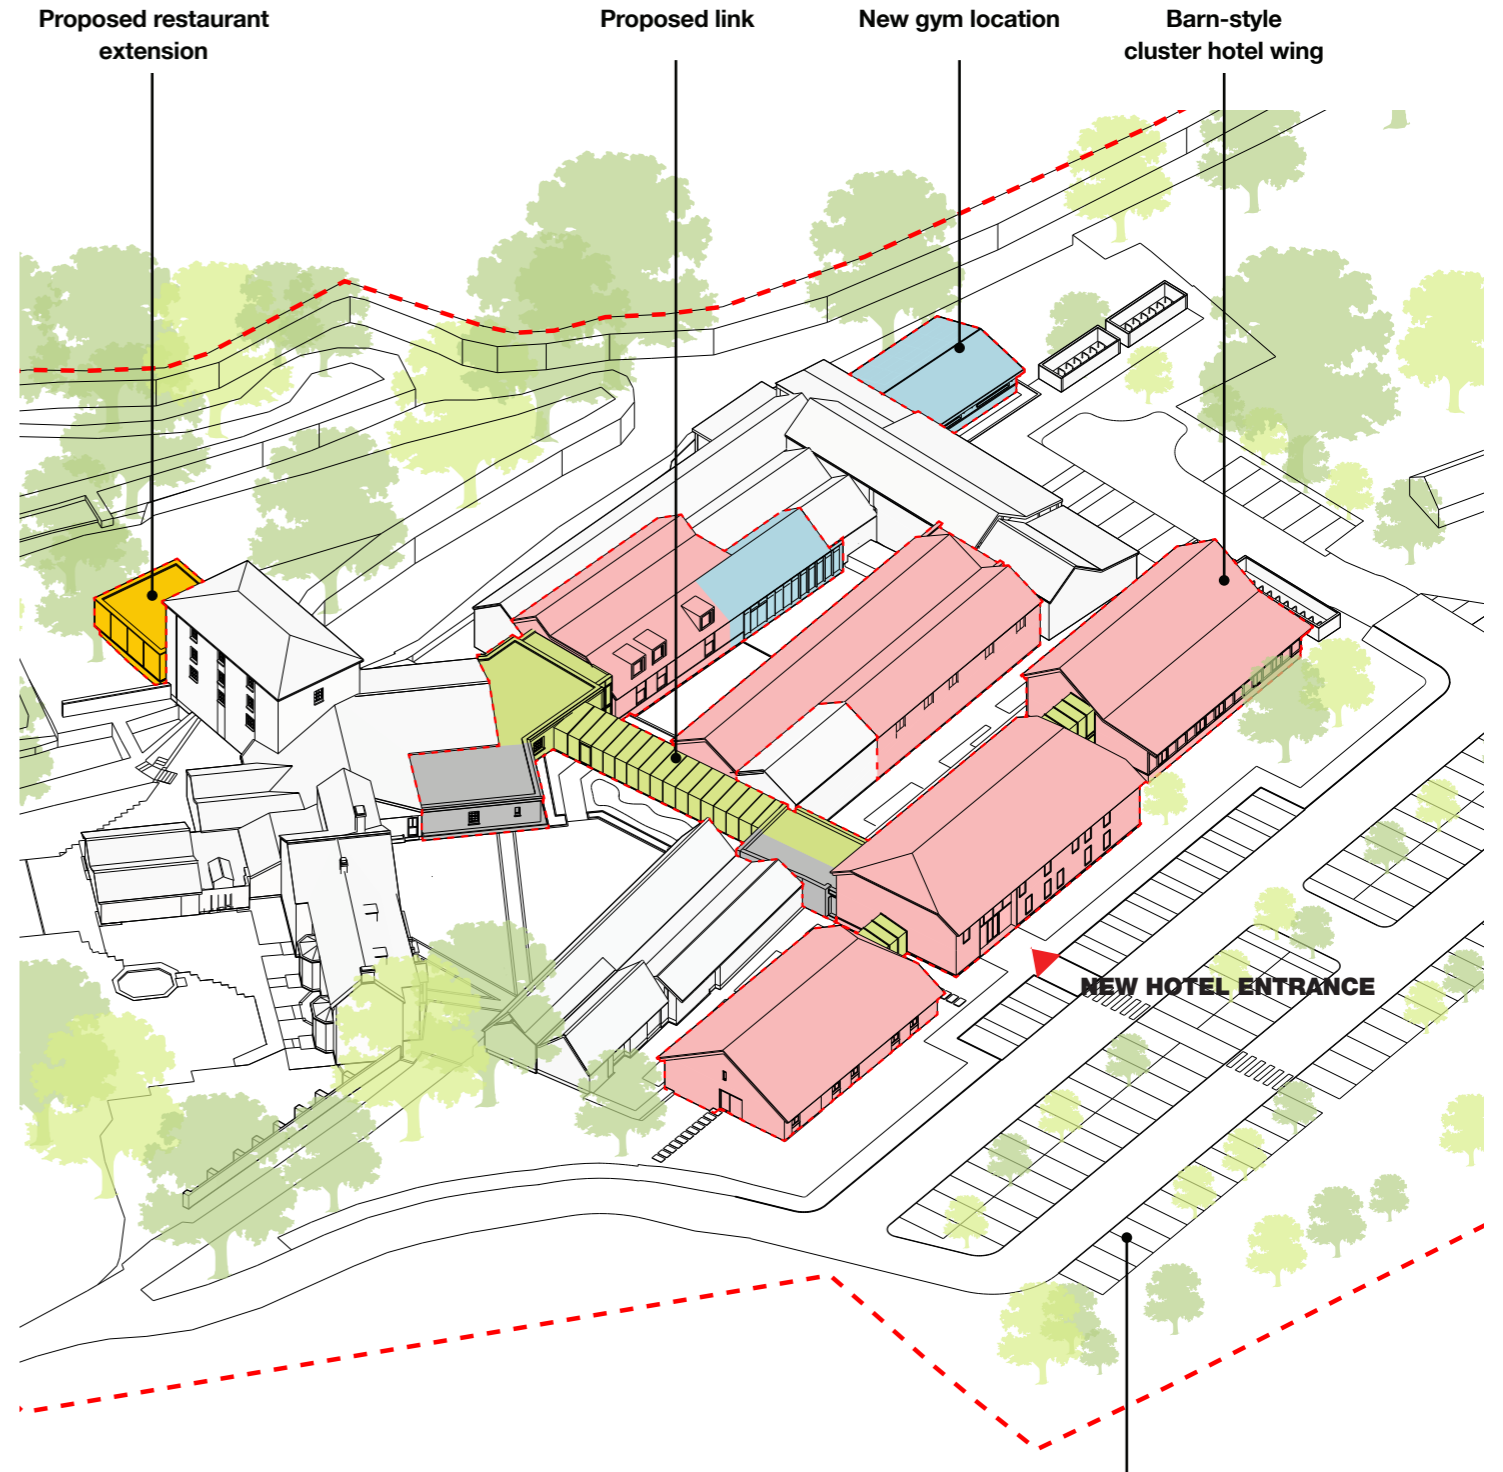 Proposed restaurant
extension
Proposed link
New gym location
Barn-style
cluster hotel wing
NEW HOTEL ENTRANCE